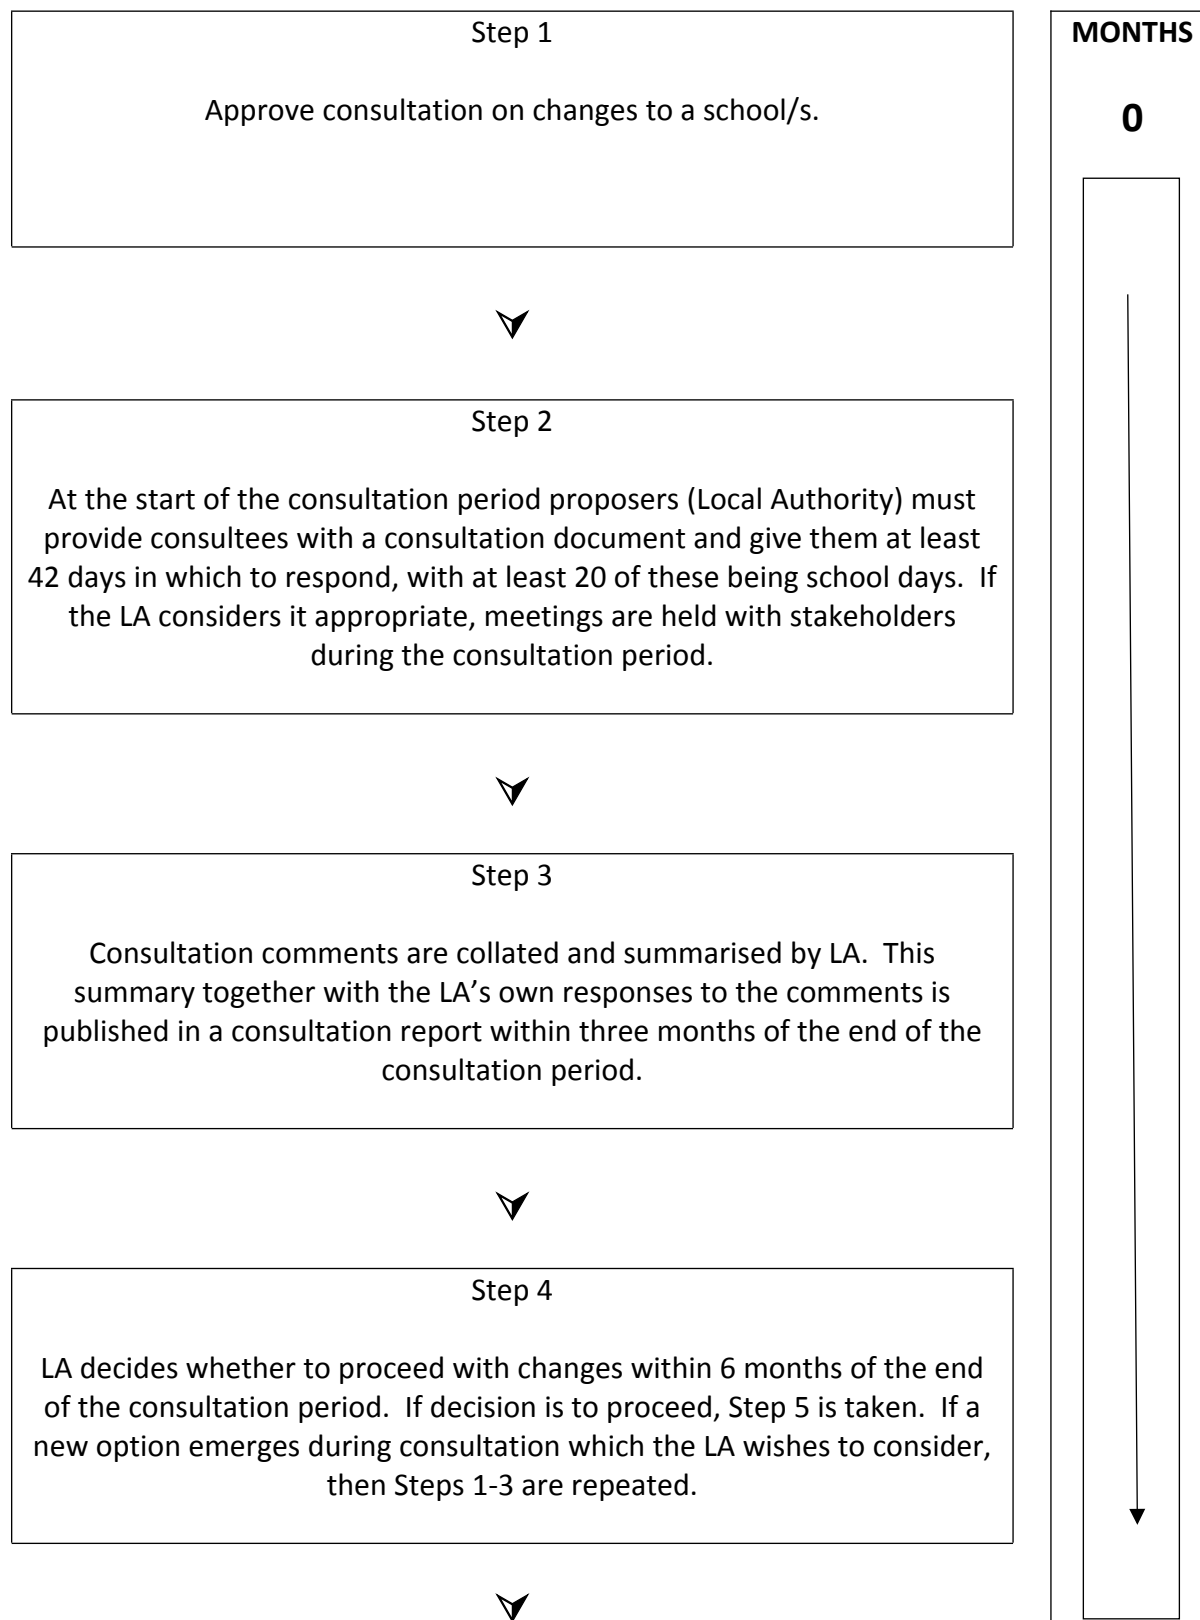 Step 1
Approve consultation on changes to a school/s.
MONTHS
0
Step 2
At the start of the consultation period proposers (Local Authority) must
provide consultees with a consultation document and give them at least
42 days in which to respond, with at least 20 of these being school days.  If
the LA considers it appropriate, meetings are held with stakeholders
during the consultation period.
Step 3
Consultation comments are collated and summarised by LA.  This
summary together with the LA’s own responses to the comments is
published in a consultation report within three months of the end of the
consultation period.
Step 4
LA decides whether to proceed with changes within 6 months of the end
of the consultation period.  If decision is to proceed, Step 5 is taken.  If a
new option emerges during consultation which the LA wishes to consider,
then Steps 1-3 are repeated.